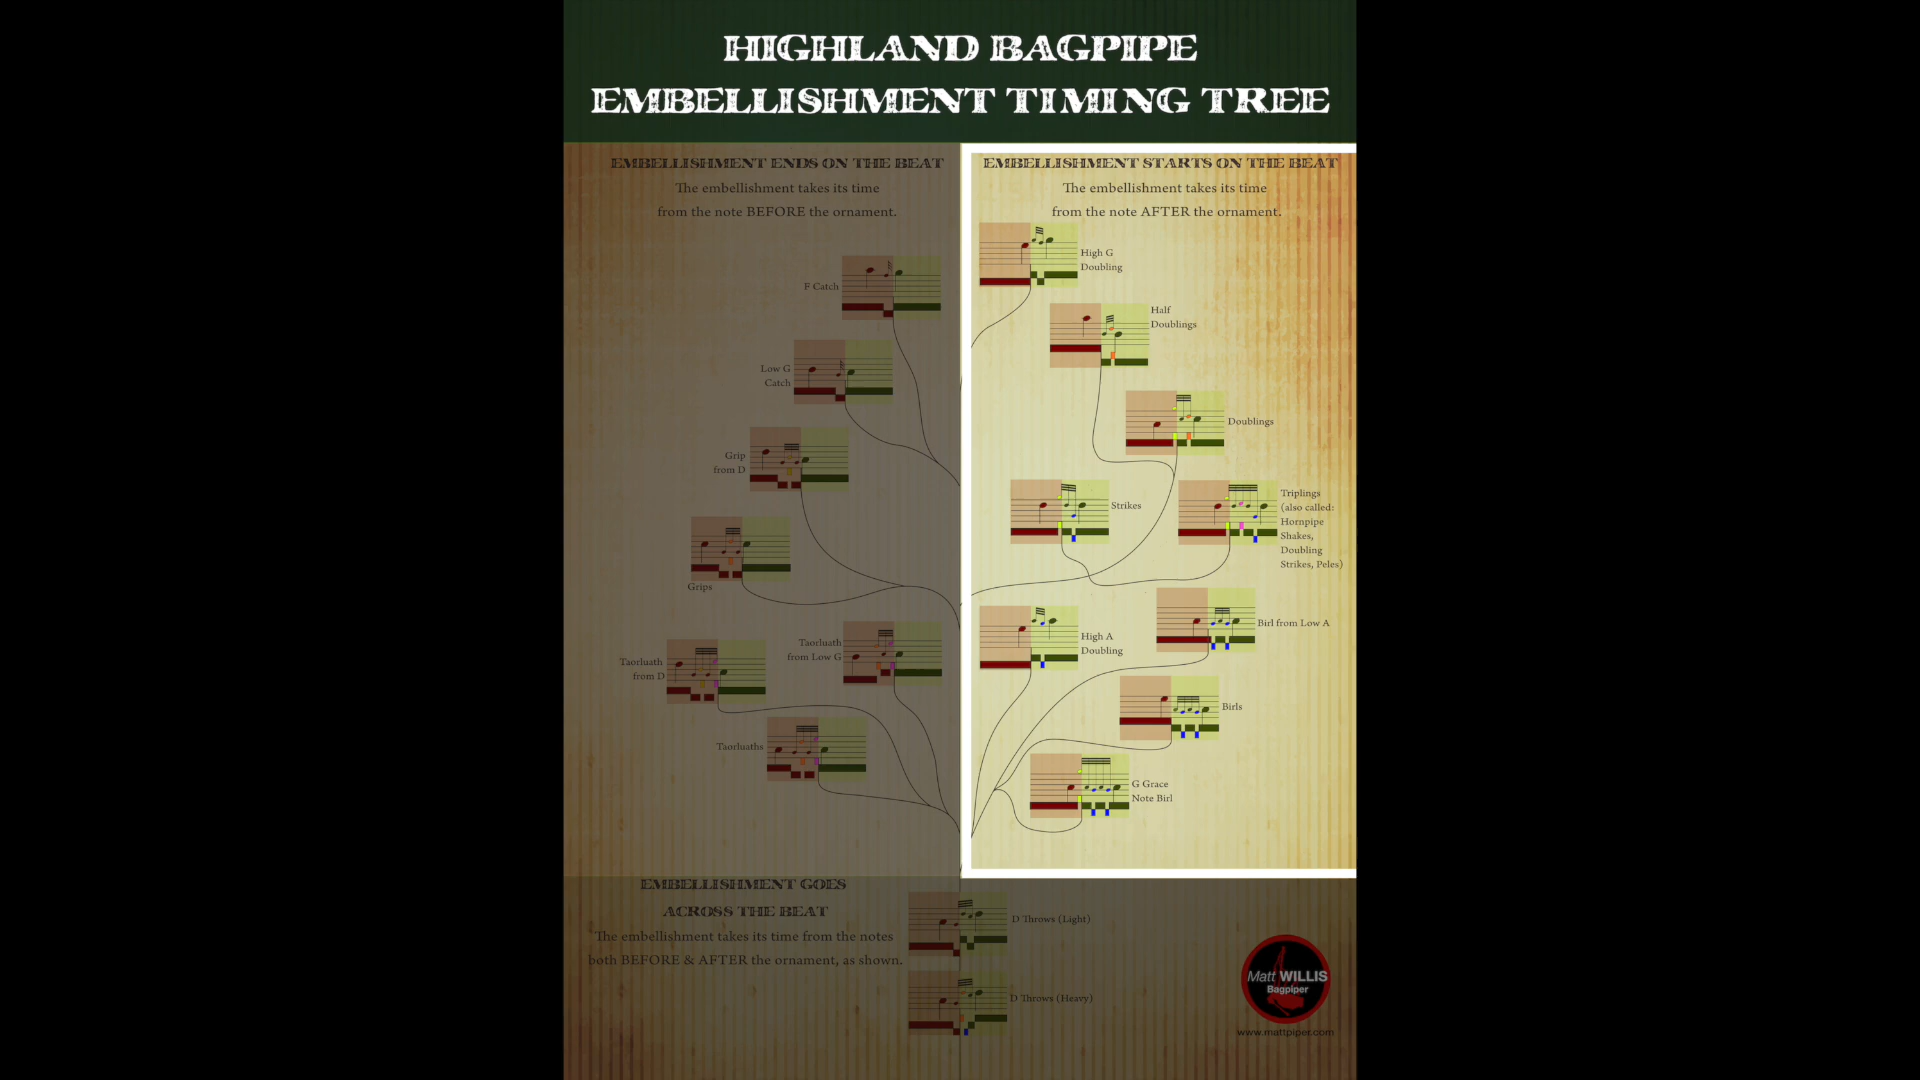 HIGHLAND BAGPIPE
EMBELLISHMENT TIMING TREE
EMBELLISHMENT ENDS ON THE BEAT
The embellishment takes its time
from the note BEFORE the ornament.
F Catch
Low G
Catch
Grip
from D
Grips
Taorluath
from Low G
Taorluath
from D
Taorluaths
EMBELLISHMENT STARTS ON THE BEAT
The embellishment takes its time
from the note AFTER the ornament.
High G
Doubling
Half
Doublings
Doublings
Strikes
Triplings
(also called:
Hornpipe
Shakes,
Doubling
Strikes, Peles)
High A
Doubling
Birl from Low A
Birls
G Grace
Note Birl
EMBELLISHMENT GOES
ACROSS THE BEAT
The embellishment takes its time from the notes
both BEFORE & AFTER the ornament, as shown.
D Throws (Light)
D Throws (Heavy)
Matt WILLIS
Bagpiper
www.mattpiper.com